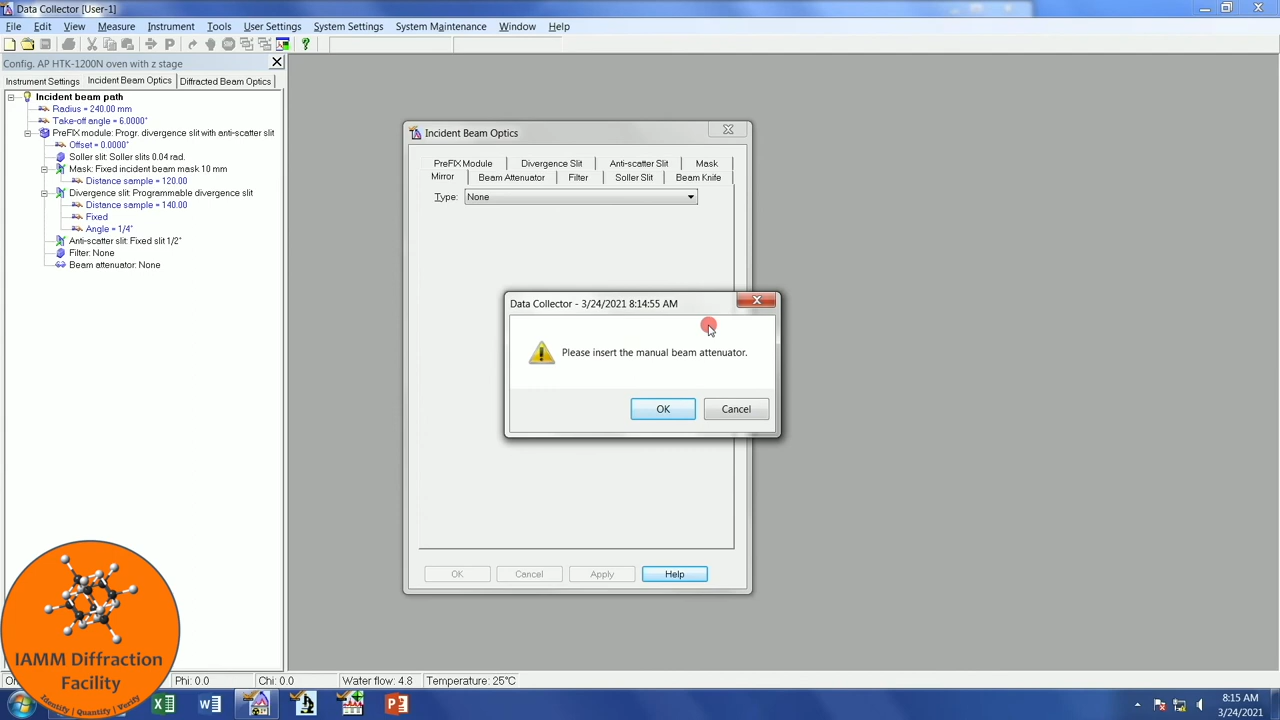 Data Collector [User-1]
File Edit View Measure Instrument Tools User Settings System Settings System Maintenance Window Help
Config. AP HTK-1200N oven with z stage
Instrument Settings Incident Beam Optics Diffracted Beam Optics
Incident beam path
Radius = 240.00 mm
Take-off angle = 6.0000°
PreFIX module: Progr. divergence slit with anti-scatter slit
Offset = 0.0000°
Soller slit: Soller slits 0.04 rad.
Mask: Fixed incident beam mask 10 mm
Distance sample = 120.00
Divergence slit: Programmable divergence slit
Distance sample = 140.00
Fixed
Angle = 1/4°
Anti-scatter slit: Fixed slit 1/2°
Filter: None
Beam attenuator: None
Incident Beam Optics
PreFIX Module Divergence Slit Anti-scatter Slit Mask
Mirror Beam Attenuator Filter Soller Slit Beam Knife
Type: None
Data Collector - 3/24/2021 8:14:55 AM
Please insert the manual beam attenuator.
OK Cancel
OK Cancel Apply Help
IAMM Diffraction
Facility
Identify | Quantify | Verify
Phi: 0.0 Chi: 0.0 Water flow: 4.8 Temperature: 25°C
8:15 AM
3/24/2021